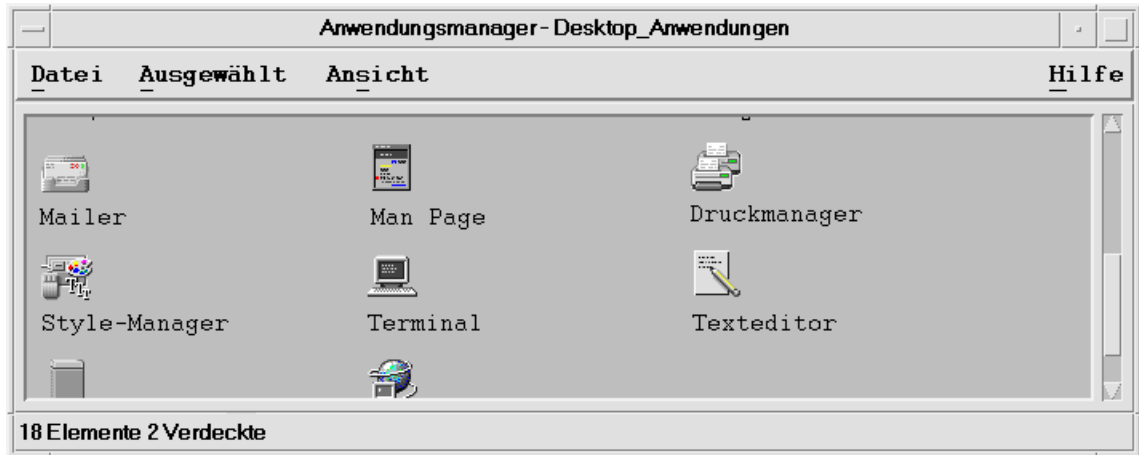 Anwendungsmanager - Desktop_Anwendungen
Datei Ausgewählt Ansicht Hilfe
Mailer Man Page Druckmanager
Style-Manager Terminal Texteditor
18 Elemente 2 Verdeckte